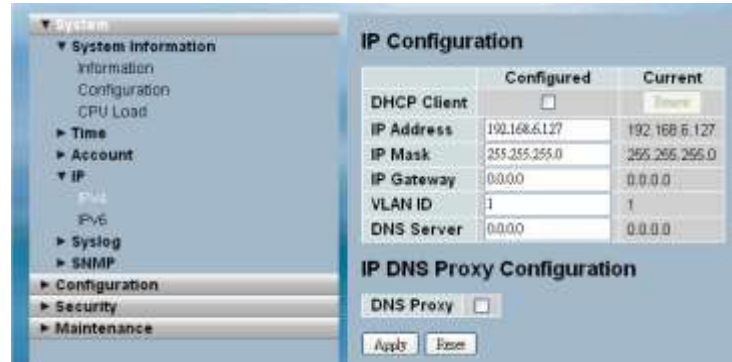 ▼ System
▼ System Information
Information
Configuration
CPU Load
► Time
► Account
▼ IP
IPv4
IPv6
► Syslog
► SNMP
► Configuration
► Security
► Maintenance
IP Configuration
Configured Current
DHCP Client Renew
IP Address 192.168.6.127 192.168.6.127
IP Mask 255.255.255.0 255.255.255.0
IP Gateway 0.0.0.0 0.0.0.0
VLAN ID 1 1
DNS Server 0.0.0.0 0.0.0.0
IP DNS Proxy Configuration
DNS Proxy
Apply Reset